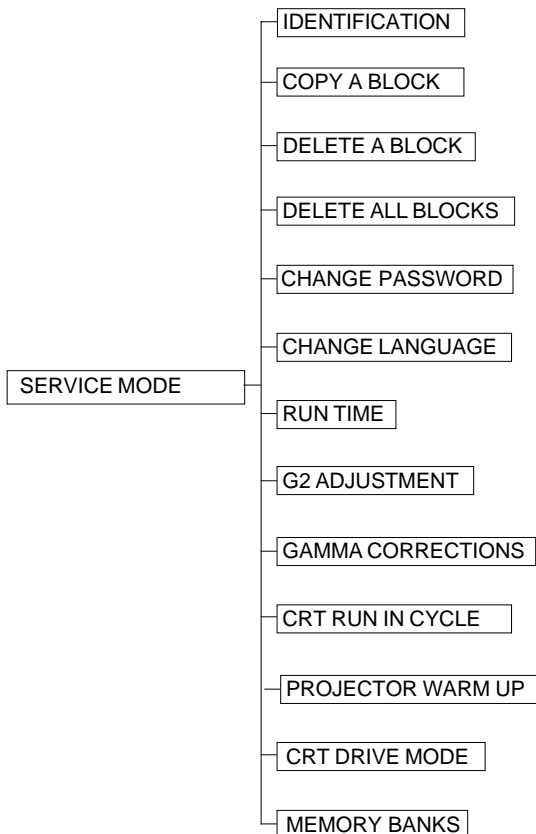 IDENTIFICATION
COPY A BLOCK
DELETE A BLOCK
DELETE ALL BLOCKS
CHANGE PASSWORD
CHANGE LANGUAGE
SERVICE MODE
RUN TIME
G2 ADJUSTMENT
GAMMA CORRECTIONS
CRT RUN IN CYCLE
PROJECTOR WARM UP
CRT DRIVE MODE
MEMORY BANKS